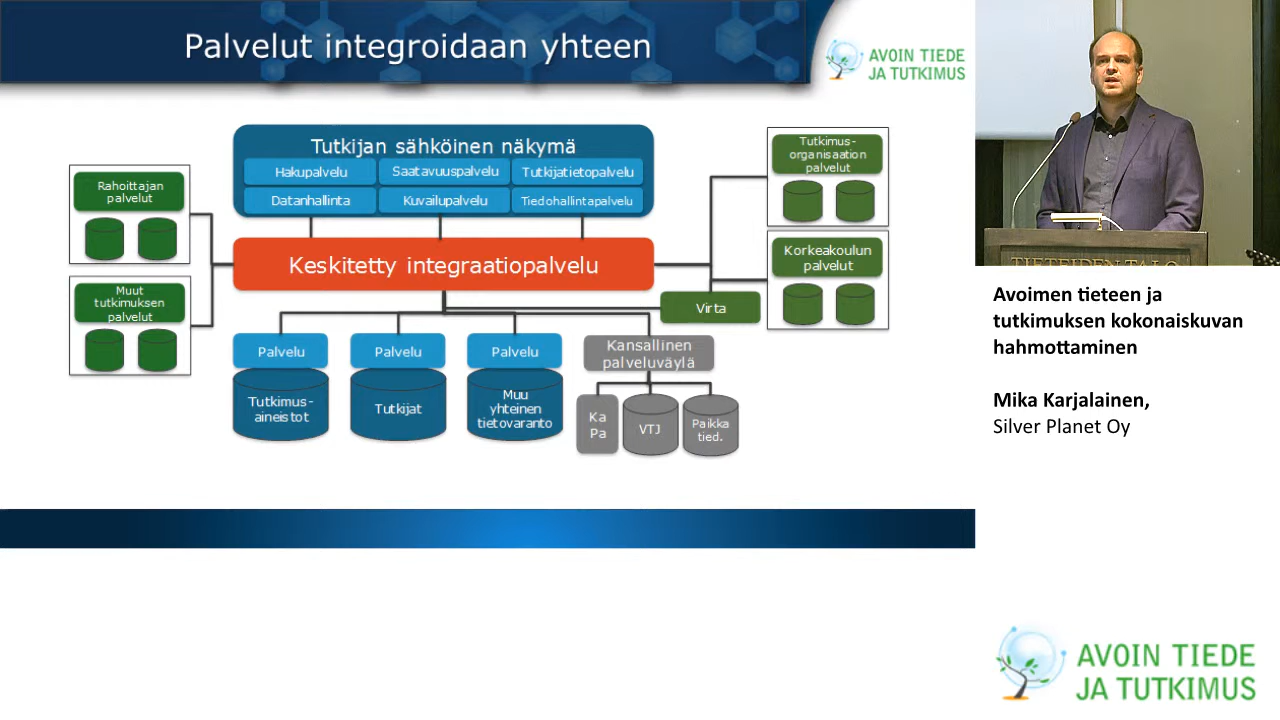 Palvelut integroidaan yhteen
AVOIN TIEDE
JA TUTKIMUS
Tutkijan sähköinen näkymä
Hakupalvelu
Saatavuuspalvelu
Tutkijatietopalvelu
Datanhallinta
Kuvailupalvelu
Tiedohallintapalvelu
Rahoittajan
palvelut
Muut
tutkimuksen
palvelut
Keskitetty integraatiopalvelu
Tutkimus-
organisaation
palvelut
Korkeakoulun
palvelut
Virta
Palvelu
Tutkimus-
aineistot
Palvelu
Tutkijat
Palvelu
Muu
yhteinen
tietovaranto
Kansallinen
palveluväylä
Ka
Pa
VTJ
Paikka
tied.
TIETEIDEN TALO
Avoimen tieteen ja
tutkimuksen kokonaiskuvan
hahmottaminen
Mika Karjalainen,
Silver Planet Oy
AVOIN TIEDE
JA TUTKIMUS